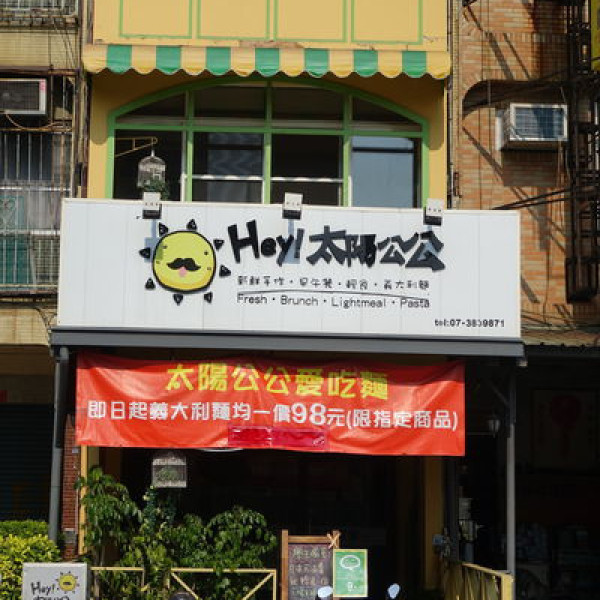 Hey! 太陽公公
新鮮手作・早午餐・輕食・義大利麵
Fresh・Brunch・Lightmeal・Pasta
tel:07-3839871
太陽公公愛吃麵
即日起義大利麵均一價98元(限指定商品)
Hey!